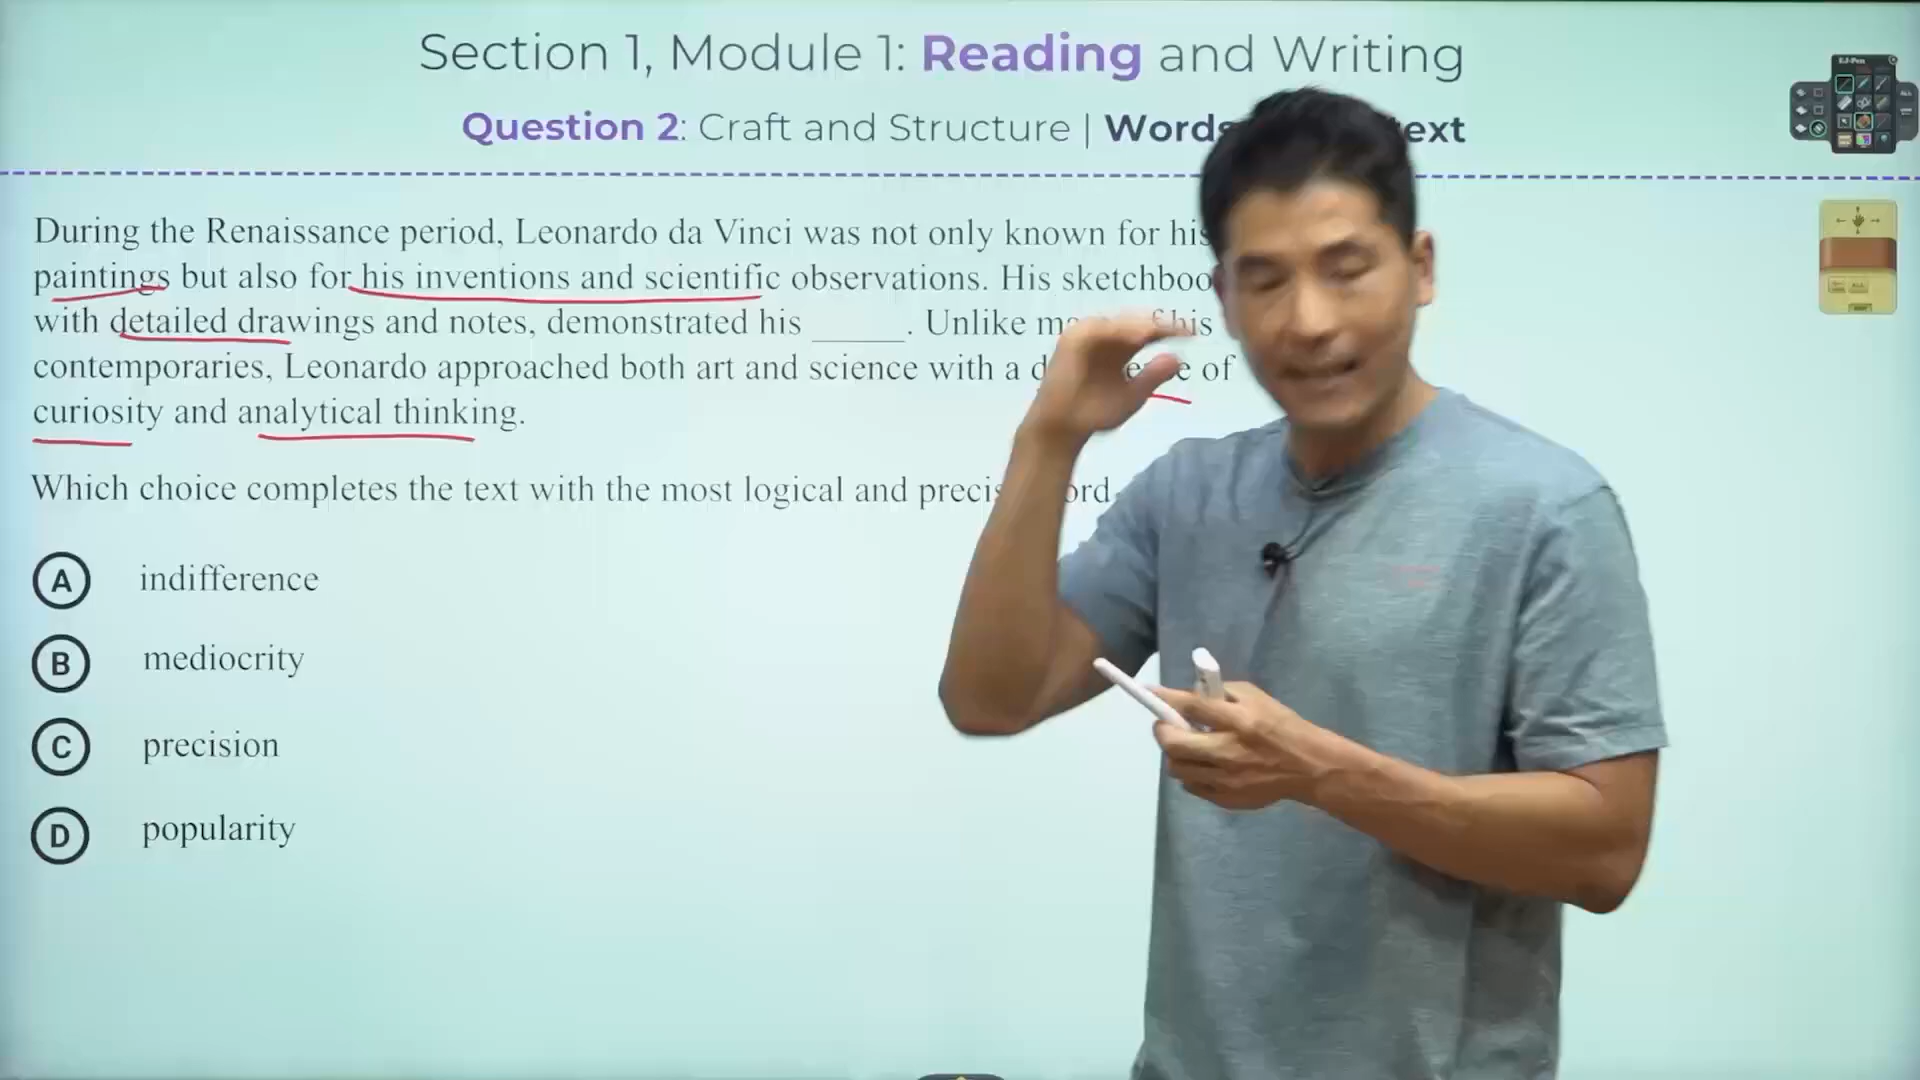 Section 1, Module 1: Reading and Writing
Question 2: Craft and Structure | Words
During the Renaissance period, Leonardo da Vinci was not only known for his
paintings but also for his inventions and scientific observations. His
with detailed drawings and notes, demonstrated his ______. Unlike his
contemporaries, Leonardo approached both art and science with a of
curiosity and analytical thinking.
Which choice completes the text with the most logical and
A indifference
B mediocrity
C precision
D popularity